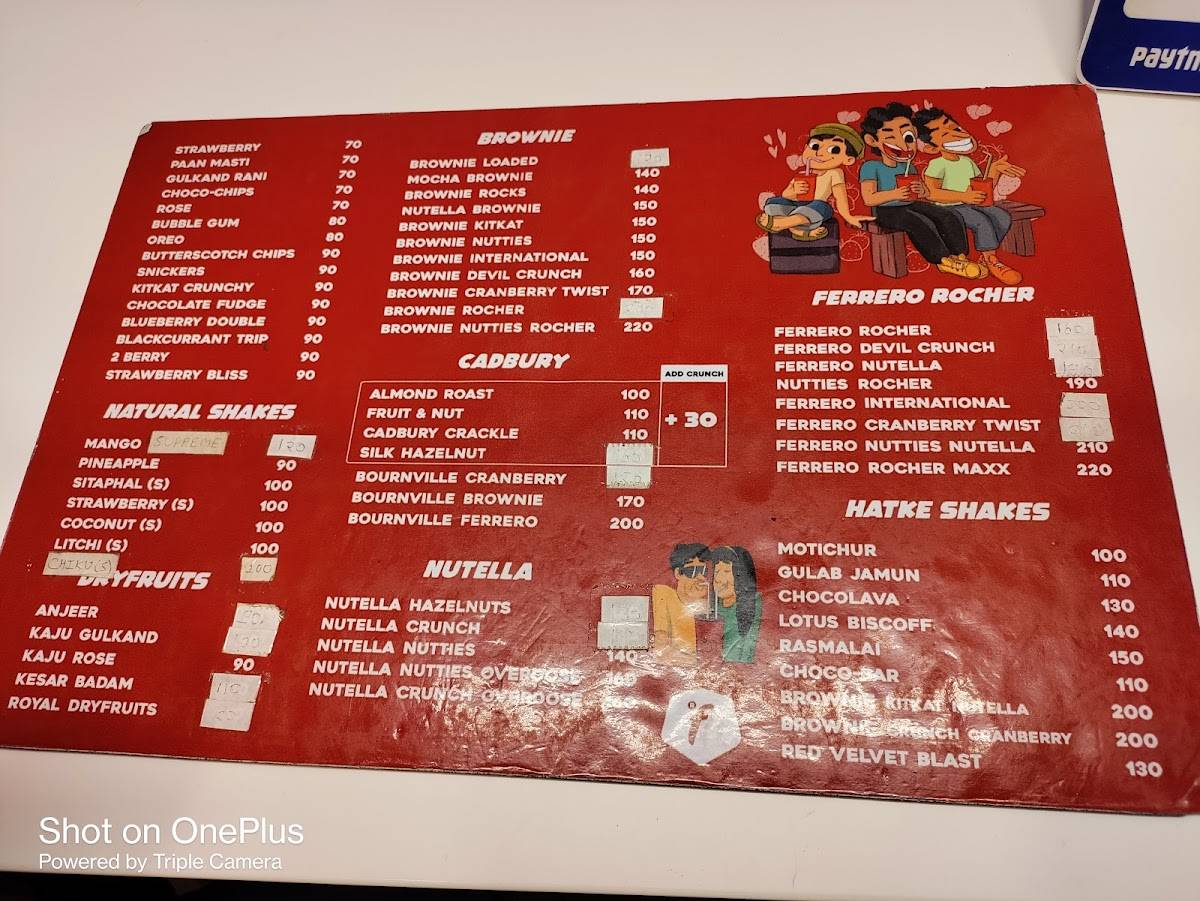 paytm
STRAWBERRY 70
PAAN MASTI 70
GULKAND RANI 70
CHOCO-CHIPS 70
ROSE 70
BUBBLE GUM 80
OREO 80
BUTTERSCOTCH CHIPS 90
SNICKERS 90
KITKAT CRUNCHY 90
CHOCOLATE FUDGE 90
BLUEBERRY DOUBLE 90
BLACKCURRANT TRIP 90
2 BERRY 90
STRAWBERRY BLISS 90
NATURAL SHAKES
MANGO SUPREME 120
PINEAPPLE 90
SITAPHAL (S) 100
STRAWBERRY (S) 100
COCONUT (S) 100
LITCHI (S) 100
CHIKU(S) 100
DRYFRUITS
ANJEER
KAJU GULKAND 100
KAJU ROSE 90
KESAR BADAM 110
ROYAL DRYFRUITS
BROWNIE
BROWNIE LOADED
MOCHA BROWNIE 140
BROWNIE ROCKS 140
NUTELLA BROWNIE 150
BROWNIE KITKAT 150
BROWNIE NUTTIES 150
BROWNIE INTERNATIONAL 150
BROWNIE DEVIL CRUNCH 160
BROWNIE CRANBERRY TWIST 170
BROWNIE ROCHER
BROWNIE NUTTIES ROCHER 220
CADBURY
ADD CRUNCH
ALMOND ROAST 100
FRUIT & NUT 110
+ 30
CADBURY CRACKLE 110
SILK HAZELNUT
BOURNVILLE CRANBERRY
BOURNVILLE BROWNIE 170
BOURNVILLE FERRERO 200
NUTELLA
NUTELLA HAZELNUTS
NUTELLA CRUNCH
NUTELLA NUTHES 140
NUTELLA NUTTIES OVERDOSE 160
NUTELLA CRUNCH OVERDOSE 160
FERRERO ROCHER
FERRERO ROCHER 160
FERRERO DEVIL CRUNCH
FERRERO NUTELLA
NUTTIES ROCHER 190
FERRERO INTERNATIONAL
FERRERO CRANBERRY TWIST
FERRERO NUTTIES NUTELLA 210
FERRERO ROCHER MAXX 220
HATKE SHAKES
MOTICHUR 100
GULAB JAMUN 110
CHOCOLAVA 130
LOTUS BISCOFF 140
RASMALAI 150
CHOCO-BAR 110
BROWNIE KITKAT NUTELLA 200
BROWNIE CRUNCH CRANBERRY 200
RED VELVET BLAST 130
Shot on OnePlus
Powered by Triple Camera